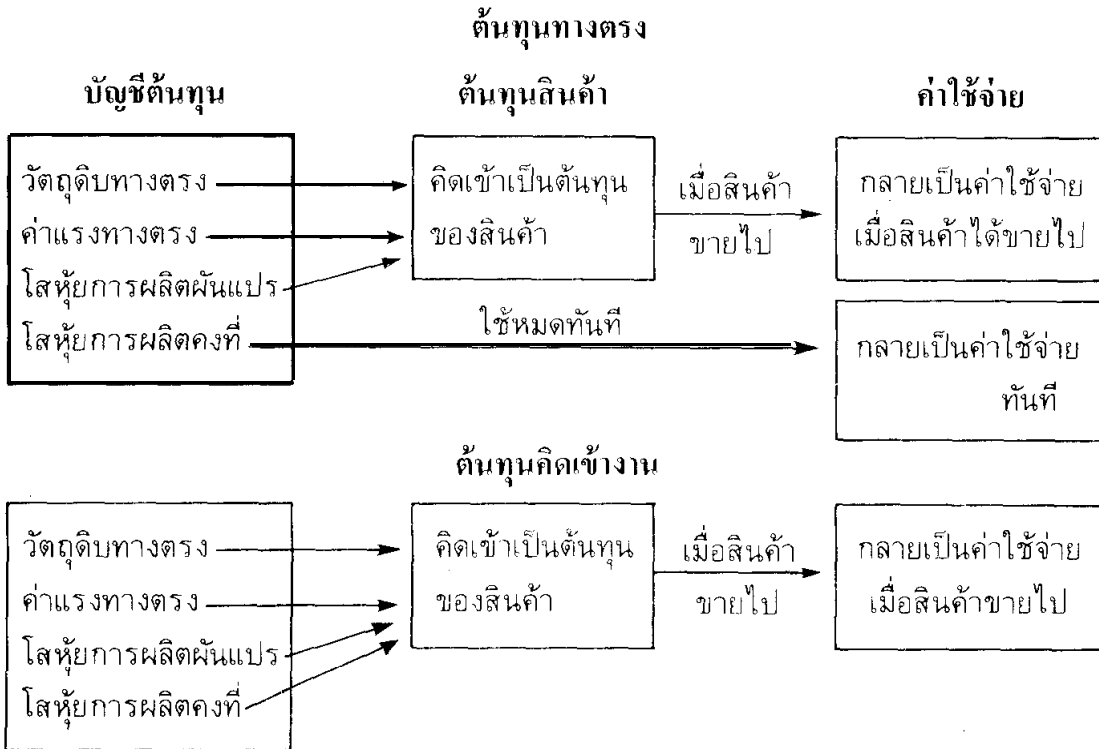 ต้นทุนทางตรง
บัญชีต้นทุน
ต้นทุนสินค้า
ค่าใช้จ่าย
วัตถุดิบทางตรง
ค่าแรงทางตรง
โสหุ้ยการผลิตผันแปร
โสหุ้ยการผลิตคงที่
คิดเข้าเป็นต้นทุน
ของสินค้า
เมื่อสินค้า
ขายไป
กลายเป็นค่าใช้จ่าย
เมื่อสินค้าได้ขายไป
ใช้หมดทันที
กลายเป็นค่าใช้จ่าย
ทันที
ต้นทุนคิดเข้างาน
วัตถุดิบทางตรง
ค่าแรงทางตรง
โสหุ้ยการผลิตผันแปร
โสหุ้ยการผลิตคงที่
คิดเข้าเป็นต้นทุน
ของสินค้า
เมื่อสินค้า
ขายไป
กลายเป็นค่าใช้จ่าย
เมื่อสินค้าขายไป